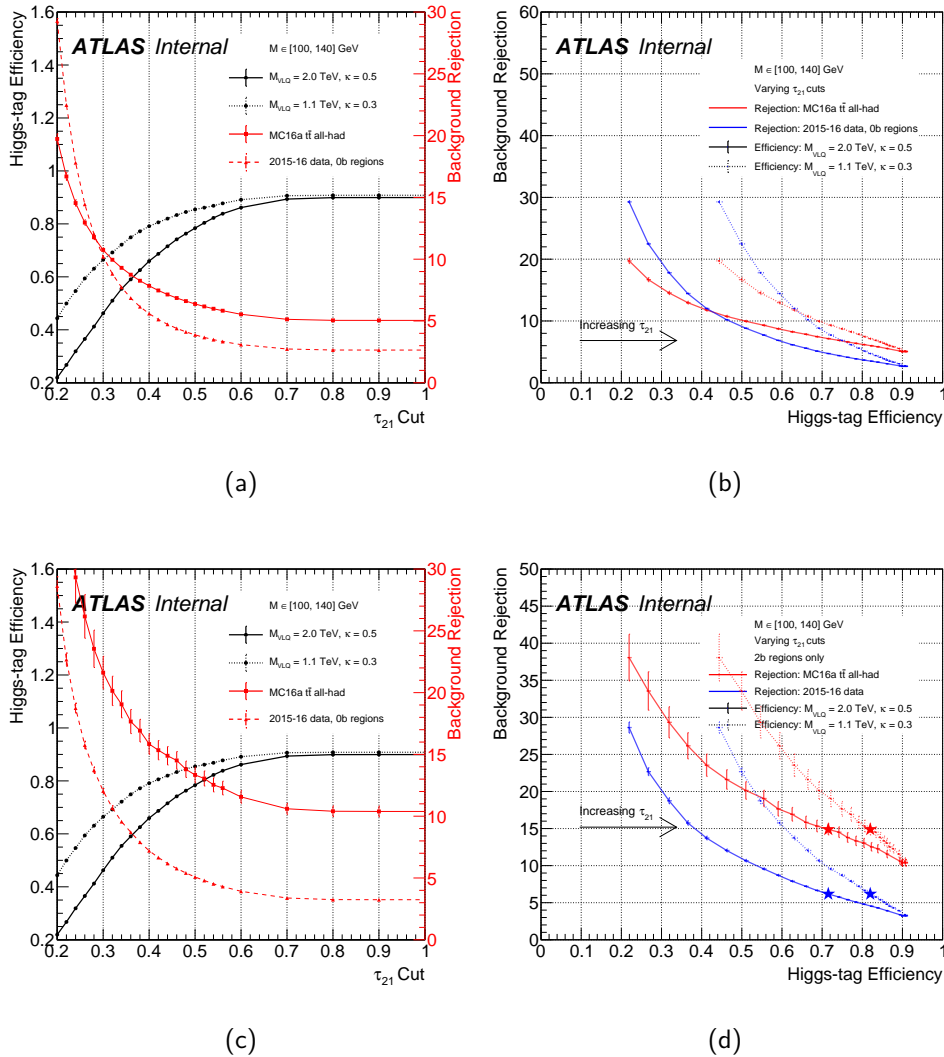 ATLAS Internal
M ∈ [100, 140] GeV
M_VLQ = 2.0 TeV, κ = 0.5
M_VLQ = 1.1 TeV, κ = 0.3
MC16a tt̄ all-had
2015-16 data, 0b regions
Higgs-tag Efficiency
1.6
1.4
1.2
1
0.8
0.6
0.4
0.2
Background Rejection
30
25
20
15
10
5
0
0.2 0.3 0.4 0.5 0.6 0.7 0.8 0.9 1
τ21 Cut
(a)
ATLAS Internal
M ∈ [100, 140] GeV
Varying τ21 cuts
Rejection: MC16a tt̄ all-had
Rejection: 2015-16 data, 0b regions
Efficiency: M_VLQ = 2.0 TeV, κ = 0.5
Efficiency: M_VLQ = 1.1 TeV, κ = 0.3
Background Rejection
60
50
40
30
20
10
0
Increasing τ21
0 0.1 0.2 0.3 0.4 0.5 0.6 0.7 0.8 0.9 1
Higgs-tag Efficiency
(b)
ATLAS Internal
M ∈ [100, 140] GeV
M_VLQ = 2.0 TeV, κ = 0.5
M_VLQ = 1.1 TeV, κ = 0.3
MC16a tt̄ all-had
2015-16 data, 0b regions
Higgs-tag Efficiency
1.6
1.4
1.2
1
0.8
0.6
0.4
0.2
Background Rejection
30
25
20
15
10
5
0
0.2 0.3 0.4 0.5 0.6 0.7 0.8 0.9 1
τ21 Cut
(c)
ATLAS Internal
M ∈ [100, 140] GeV
Varying τ21 cuts
2b regions only
Rejection: MC16a tt̄ all-had
Rejection: 2015-16 data
Efficiency: M_VLQ = 2.0 TeV, κ = 0.5
Efficiency: M_VLQ = 1.1 TeV, κ = 0.3
Background Rejection
50
45
40
35
30
25
20
15
10
5
0
Increasing τ21
0 0.1 0.2 0.3 0.4 0.5 0.6 0.7 0.8 0.9 1
Higgs-tag Efficiency
(d)